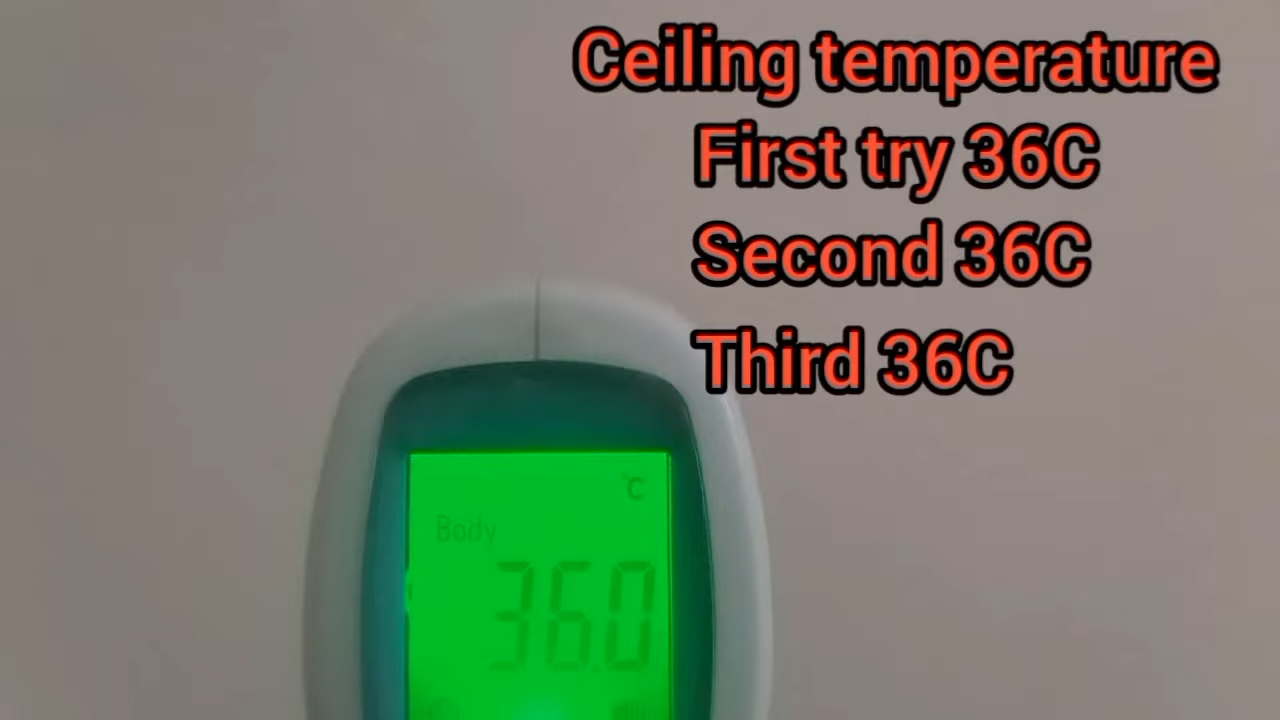 Ceiling temperature
First try 36C
Second 36C
Third 36C
°C
Body
36.0